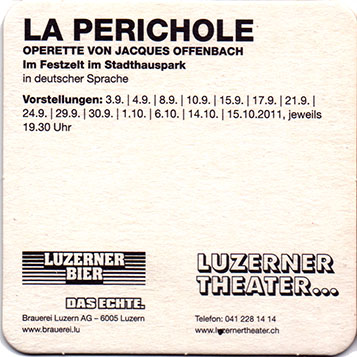 LA PERICHOLE
OPERETTE VON JACQUES OFFENBACH
Im Festzelt im Stadthauspark
in deutscher Sprache
Vorstellungen: 3.9. | 4.9. | 8.9. | 10.9. | 15.9. | 17.9. | 21.9. |
24.9. | 29.9. | 30.9. | 1.10. | 6.10. | 14.10. | 15.10.2011, jeweils
19.30 Uhr
LUZERNER
BIER
DAS ECHTE.
Brauerei Luzern AG – 6005 Luzern
www.brauerei.lu
LUZERNER
THEATER...
Telefon: 041 228 14 14
www.luzernertheater.ch